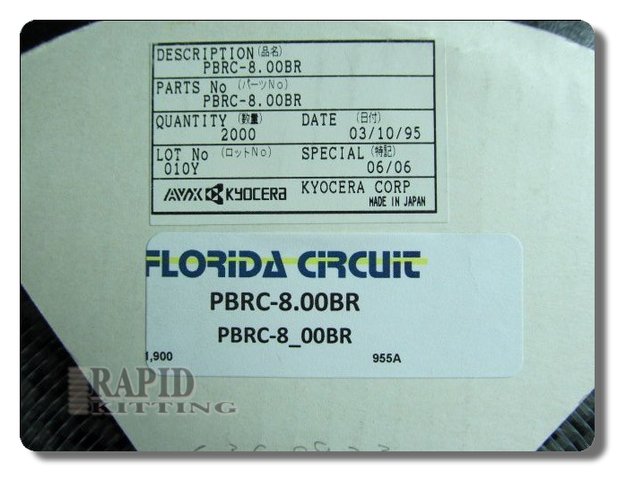 DESCRIPTION(品名)
PBRC-8.00BR
PARTS No (パーツNo)
PBRC-8.00BR
QUANTITY (数量) DATE (日付)
2000 03/10/95
LOT No (ロットNo) SPECIAL (特記)
010Y 06/06
AVAX KYOCERA KYOCERA CORP
MADE IN JAPAN
FLORIDA CIRCUIT
PBRC-8.00BR
PBRC-8_00BR
1,900 955A
RAPID
KITTING